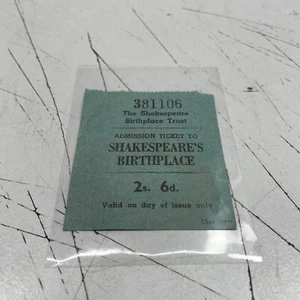 381106
The Shakespeare
Birthplace Trust
ADMISSION TICKET TO
SHAKESPEARE'S
BIRTHPLACE
2s. 6d.
Valid on day of issue only